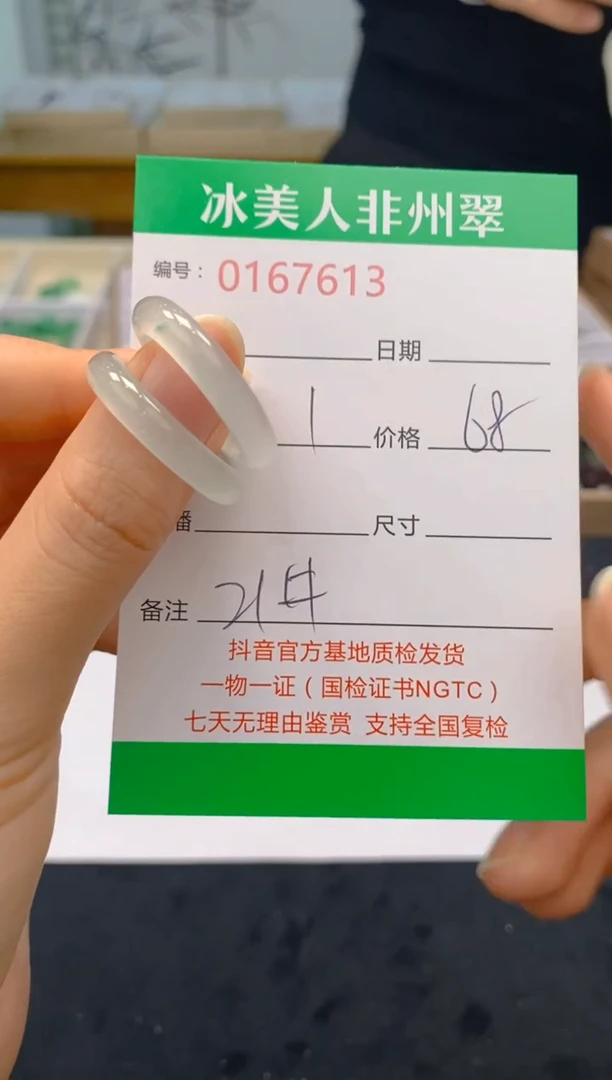 冰美人非州翠
编号： 0167613
日期
1 价格 68
播 尺寸
备注 21#
抖音官方基地质检发货
一物一证（国检证书NGTC）
七天无理由鉴赏 支持全国复检